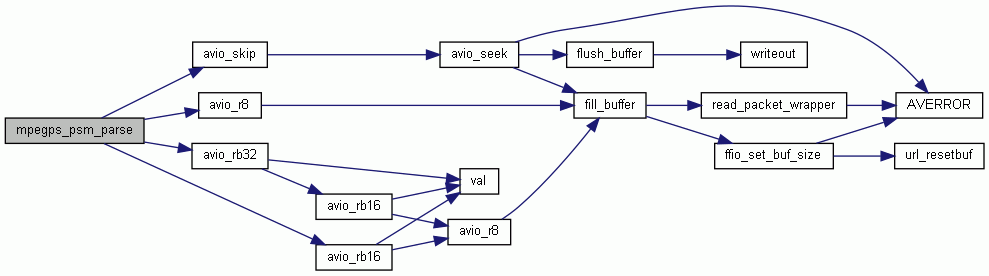 mpegps_psm_parse
avio_skip
avio_r8
avio_rb32
avio_rb16
avio_rb16
avio_seek
val
avio_r8
flush_buffer
fill_buffer
writeout
read_packet_wrapper
ffio_set_buf_size
AVERROR
url_resetbuf